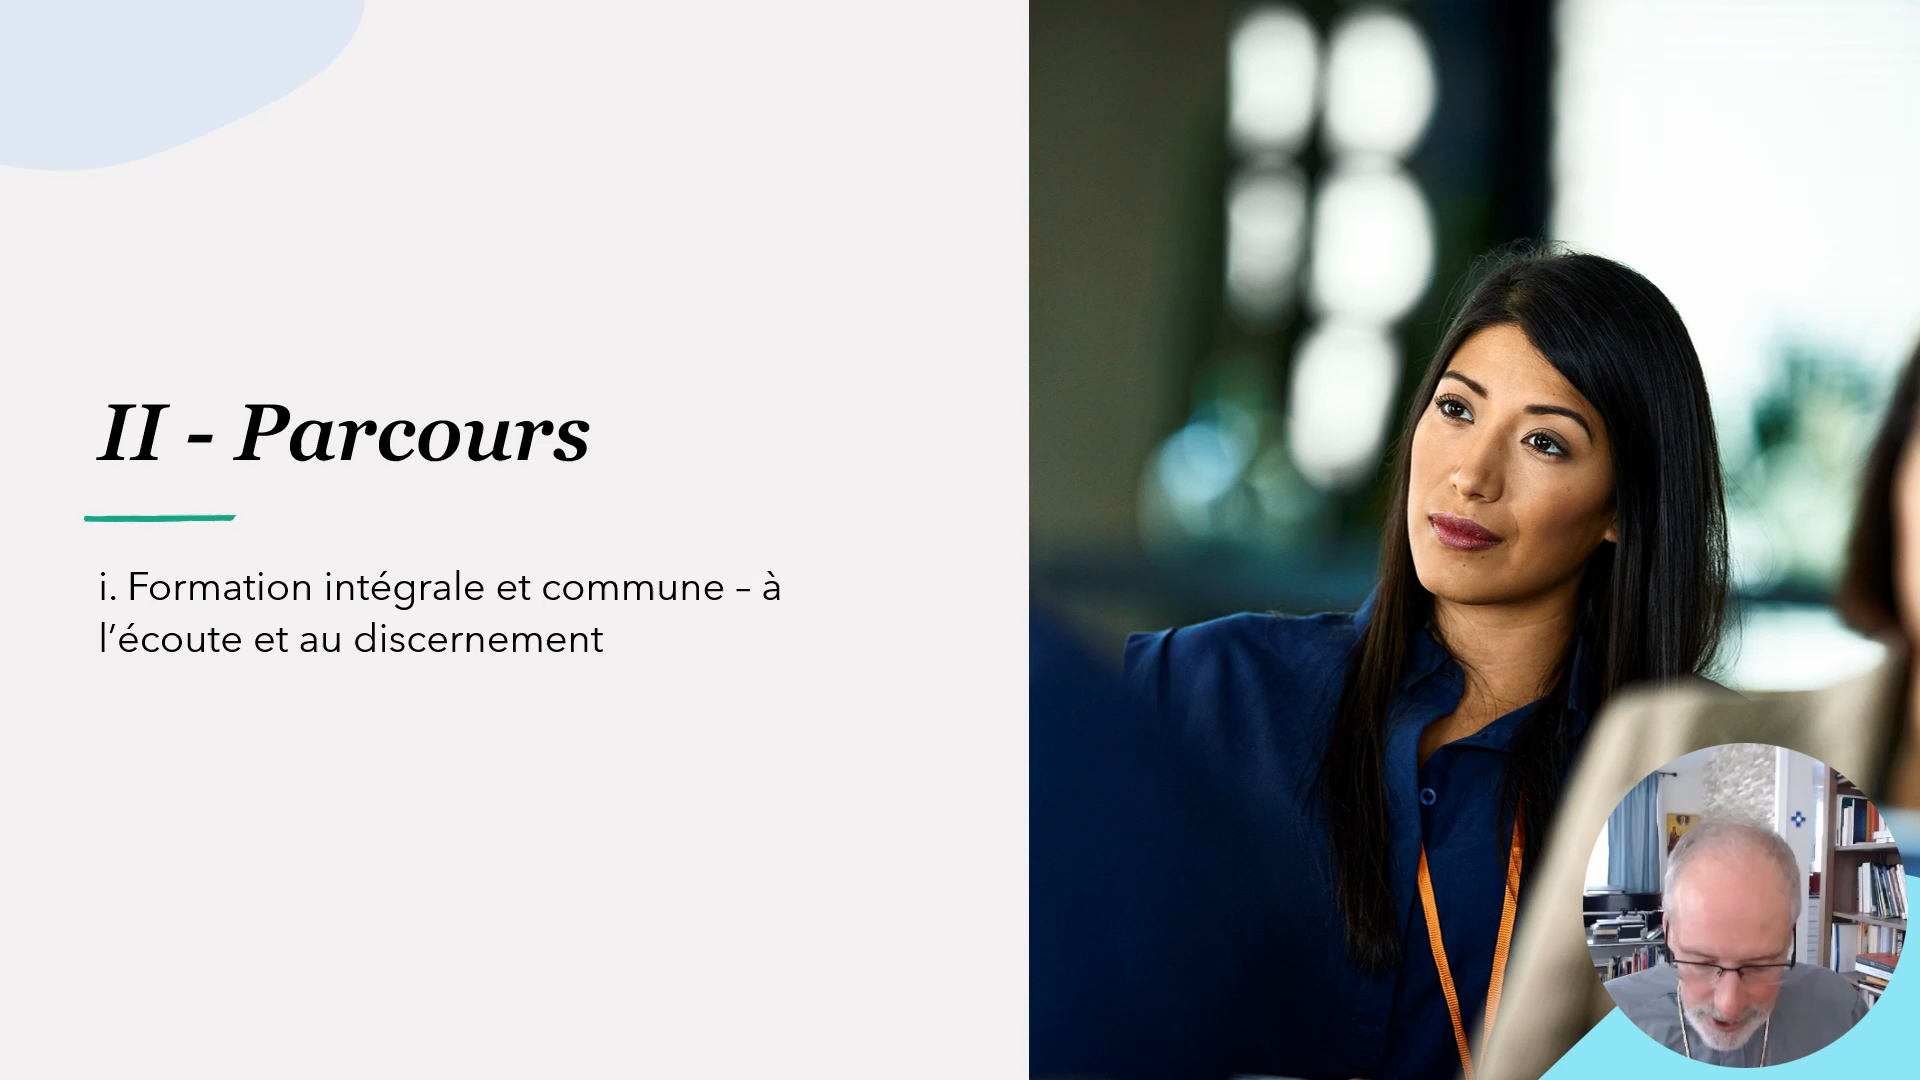 II - Parcours
i. Formation intégrale et commune – à
l’écoute et au discernement